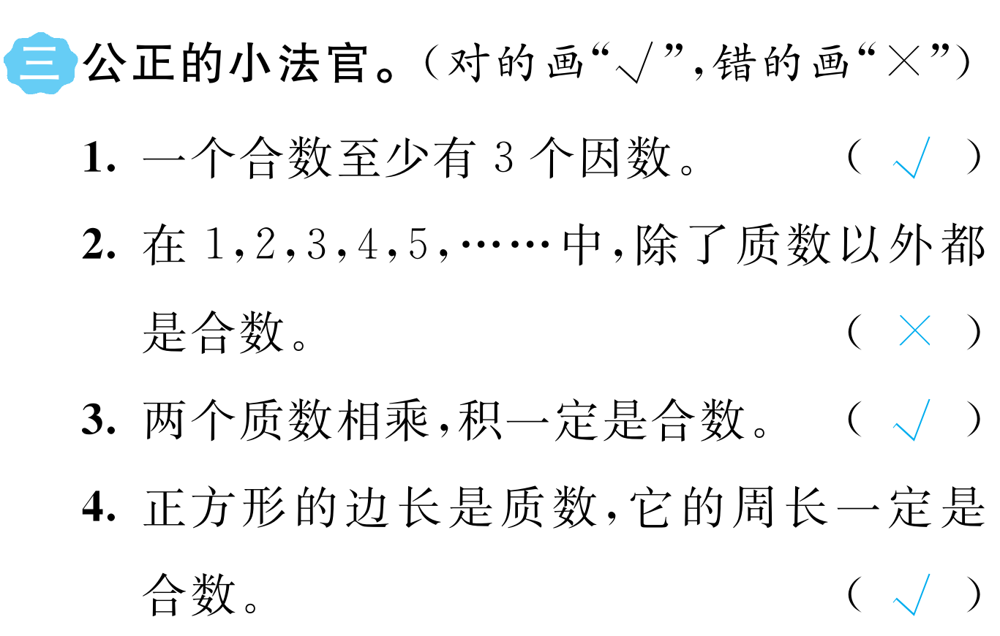 三 公正的小法官。(对的画“√”,错的画“×”)
1. 一个合数至少有 3 个因数。 ( √ )
2. 在 1,2,3,4,5,……中,除了质数以外都
是合数。 ( × )
3. 两个质数相乘,积一定是合数。 ( √ )
4. 正方形的边长是质数,它的周长一定是
合数。 ( √ )